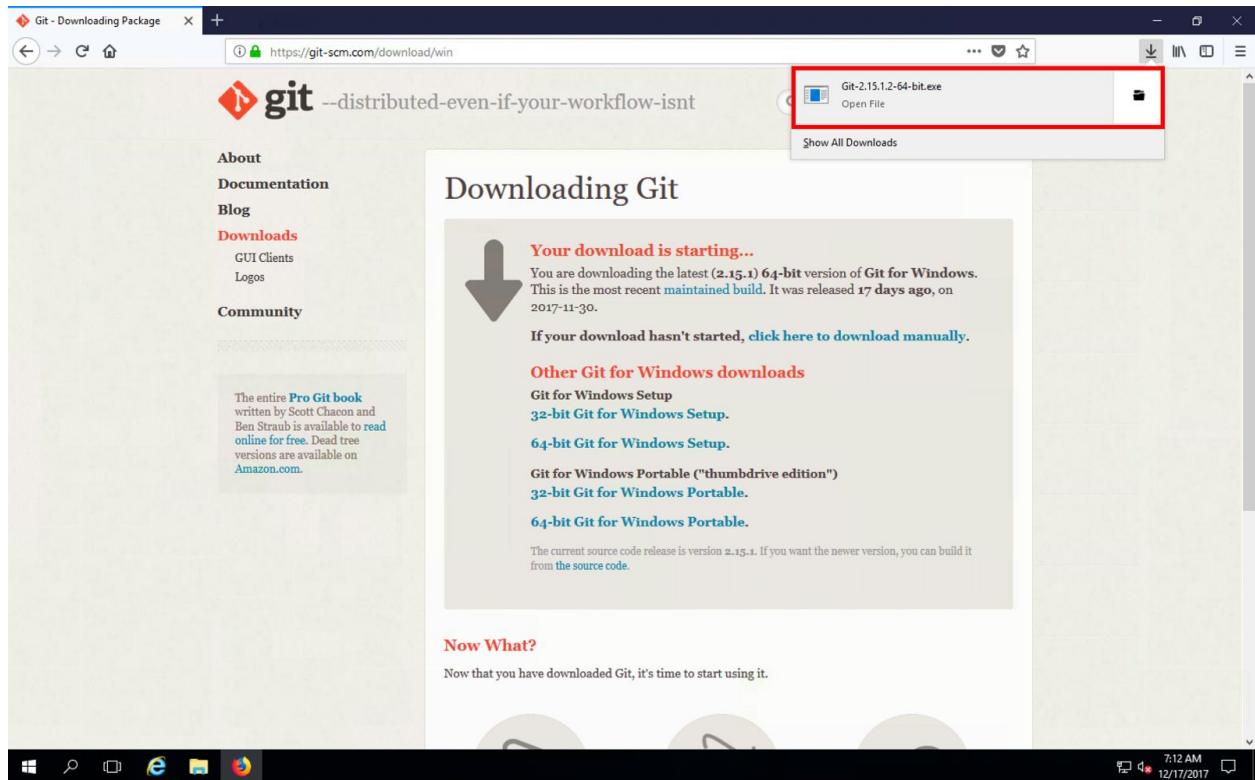 Git - Downloading Package
https://git-scm.com/download/win
Git-2.15.1.2-64-bit.exe
Open File
Show All Downloads
git --distributed-even-if-your-workflow-isnt
About
Documentation
Blog
Downloads
GUI Clients
Logos
Community
The entire Pro Git book
written by Scott Chacon and
Ben Straub is available to read
online for free. Dead tree
versions are available on
Amazon.com.
Downloading Git
Your download is starting...
You are downloading the latest (2.15.1) 64-bit version of Git for Windows.
This is the most recent maintained build. It was released 17 days ago, on
2017-11-30.
If your download hasn't started, click here to download manually.
Other Git for Windows downloads
Git for Windows Setup
32-bit Git for Windows Setup.
64-bit Git for Windows Setup.
Git for Windows Portable ("thumbdrive edition")
32-bit Git for Windows Portable.
64-bit Git for Windows Portable.
The current source code release is version 2.15.1. If you want the newer version, you can build it
from the source code.
Now What?
Now that you have downloaded Git, it's time to start using it.
7:12 AM
12/17/2017